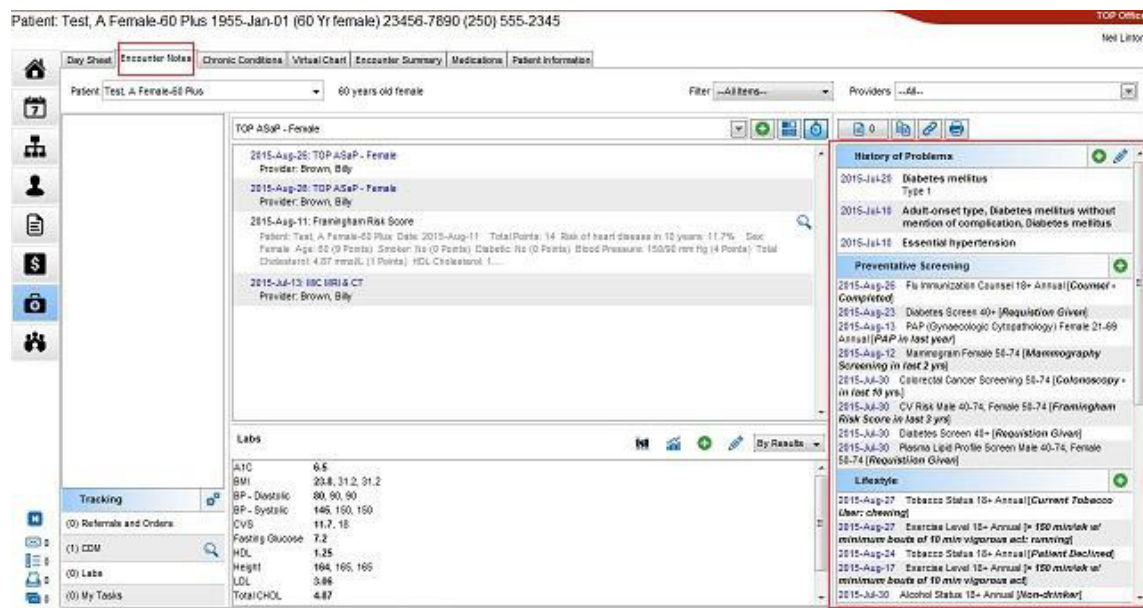 Patient: Test, A Female-60 Plus 1955-Jan-01 (60 Yr female) 23456-7890 (250) 555-2345
TOP Office
Neil Linton
Day Sheet
Encounter Notes
Chronic Conditions
Virtual Chart
Encounter Summary
Medications
Patient Information
Patient Test, A Female-60 Plus
60 years old female
Filter --All Items--
Providers --All--
7
$
TOP ASaP - Female
2015-Aug-26: TOP ASaP - Female
Provider: Brown, Billy
2015-Aug-26: TOP ASaP - Female
Provider: Brown, Billy
2015-Aug-11: Framingham Risk Score
Patient: Test, A Female-60 Plus Date: 2015-Aug-11 Total Points: 14 Risk of heart disease in 10 years: 11.7% Sex:
Female Age: 60 (9 Points) Smoker: No (0 Points) Diabetic: No (0 Points) Blood Pressure: 150/90 mm Hg (4 Points) Total
Cholesterol: 4.87 mmol/L (1 Points) HDL Cholesterol: 1....
2015-Jul-13: MRI & CT
Provider: Brown, Billy
Labs
By Results
A1C 6.5
BMI 23.8, 31.2, 31.2
BP - Diastolic 80, 90, 90
BP - Systolic 146, 150, 150
CVS 11.7, 18
Fasting Glucose 7.2
HDL 1.25
Height 164, 165, 165
LDL 3.06
Total CHOL 4.87
Tracking
(0) Referrals and Orders
(1) CDM
(0) Labs
(0) My Tasks
0
History of Problems
2015-Jul-20 Diabetes mellitus
Type 1
2015-Jul-10 Adult-onset type, Diabetes mellitus without
mention of complication, Diabetes mellitus
2015-Jul-10 Essential hypertension
Preventative Screening
2015-Aug-26 Flu Immunization Counsel 18+ Annual [Counsel -
Completed]
2015-Aug-23 Diabetes Screen 40+ [Requistion Given]
2015-Aug-13 PAP (Gynaecologic Cytopathology) Female 21-69
Annual [PAP in last year]
2015-Aug-12 Mammogram Female 50-74 [Mammography
Screening in last 2 yrs]
2015-Jul-30 Colorectal Cancer Screening 50-74 [Colonoscopy -
in last 10 yrs.]
2015-Jul-30 CV Risk Male 40-74, Female 50-74 [Framingham
Risk Score in last 3 yrs]
2015-Jul-30 Diabetes Screen 40+ [Requistion Given]
2015-Jul-30 Plasma Lipid Profile Screen Male 40-74, Female
50-74 [Requistiion Given]
Lifestyle
2015-Aug-27 Tobacco Status 18+ Annual [Current Tobacco
User: chewing]
2015-Aug-27 Exercise Level 18+ Annual [> 150 min/wk w/
minimum bouts of 10 min vigorous act: running]
2015-Aug-24 Tobacco Status 18+ Annual [Patient Declined]
2015-Aug-17 Exercise Level 18+ Annual [> 150 min/wk w/
minimum bouts of 10 min vigorous act]
2015-Jul-30 Alcohol Status 18+ Annual [Non-drinker]